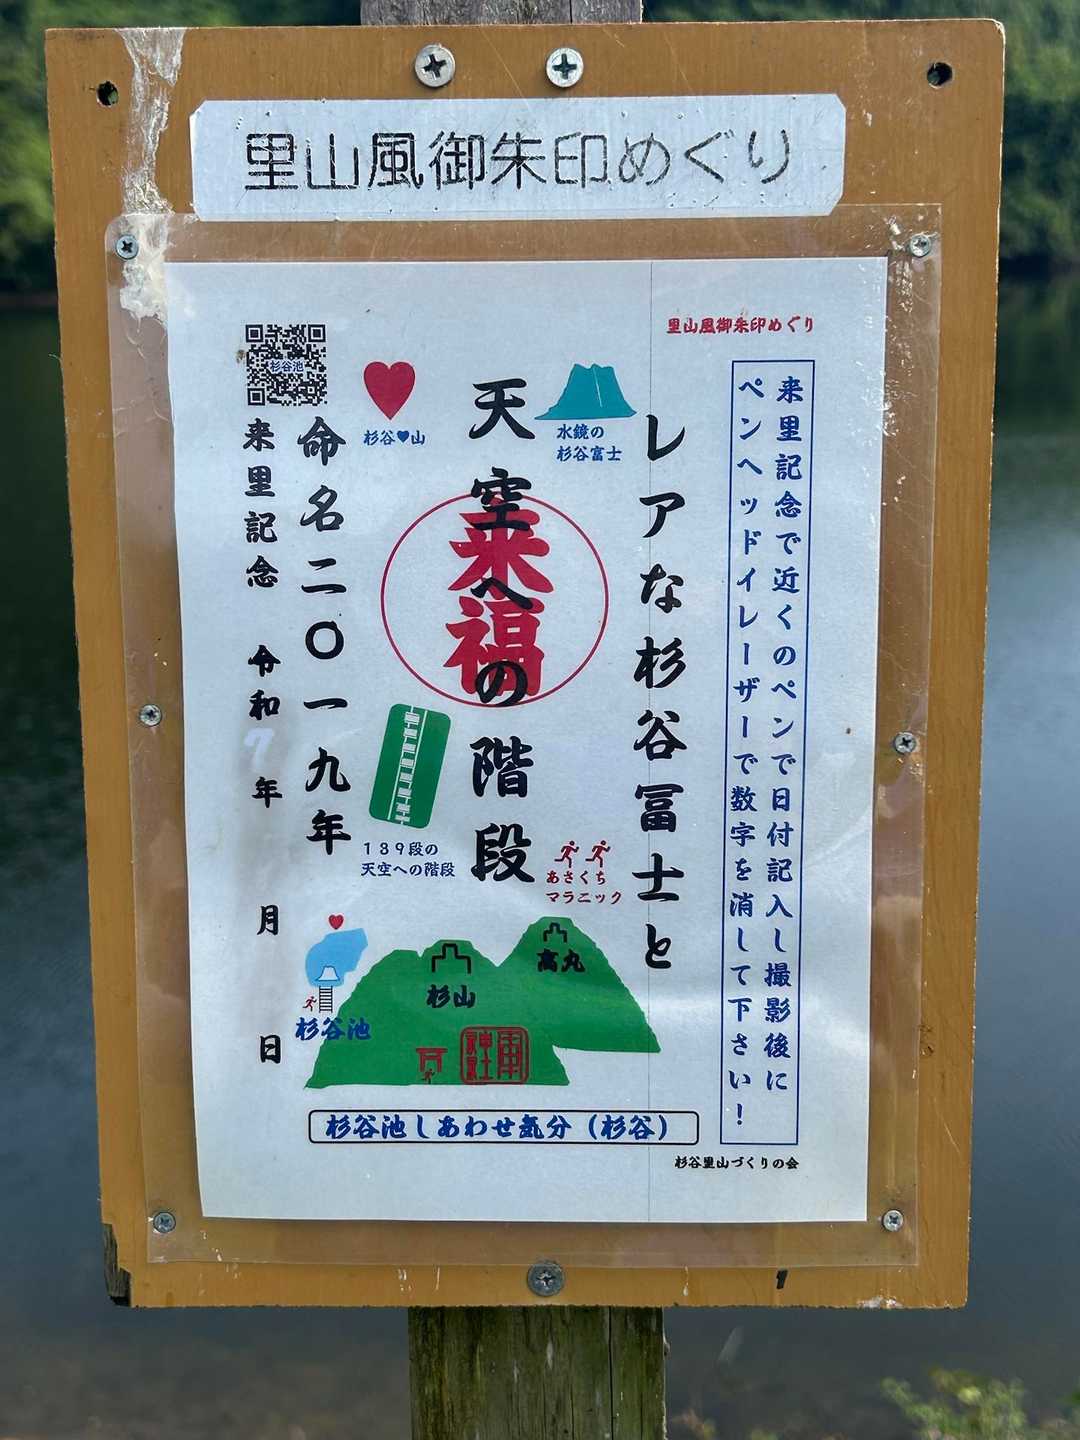 里山風御朱印めぐり
里山風御朱印めぐり
来里記念で近くのペンで日付記入し撮影後に
ペンヘッドイレーザーで数字を消して下さい！
レアな杉谷冨士と
天空への階段
来福
命名二〇一九年
来里記念 令和7年 月 日
杉谷池
杉谷♥山
水鏡の
杉谷富士
139段の
天空への階段
あさくち
マラニック
高丸
杉山
杉谷池
杉谷池しあわせ気分（杉谷）
杉谷里山づくりの会
1